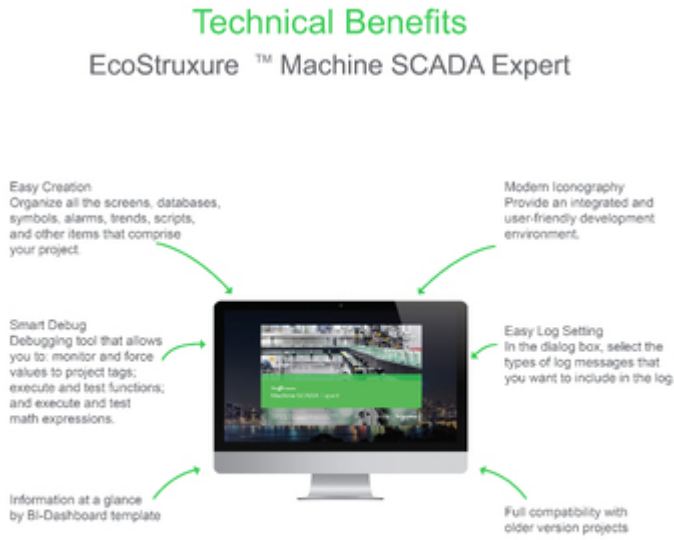 Technical Benefits
EcoStruxure ™ Machine SCADA Expert
Easy Creation
Organize all the screens, databases,
symbols, alarms, trends, scripts,
and other items that comprise
your project.
Modern Iconography
Provide an integrated and
user-friendly development
environment.
Smart Debug
Debugging tool that allows
you to: monitor and force
values to project tags;
execute and test functions;
and execute and test
math expressions.
Easy Log Setting
In the dialog box, select the
types of log messages that
you want to include in the log
Machine SCADA Expert
Information at a glance
by BI-Dashboard template
Full compatibility with
older version projects